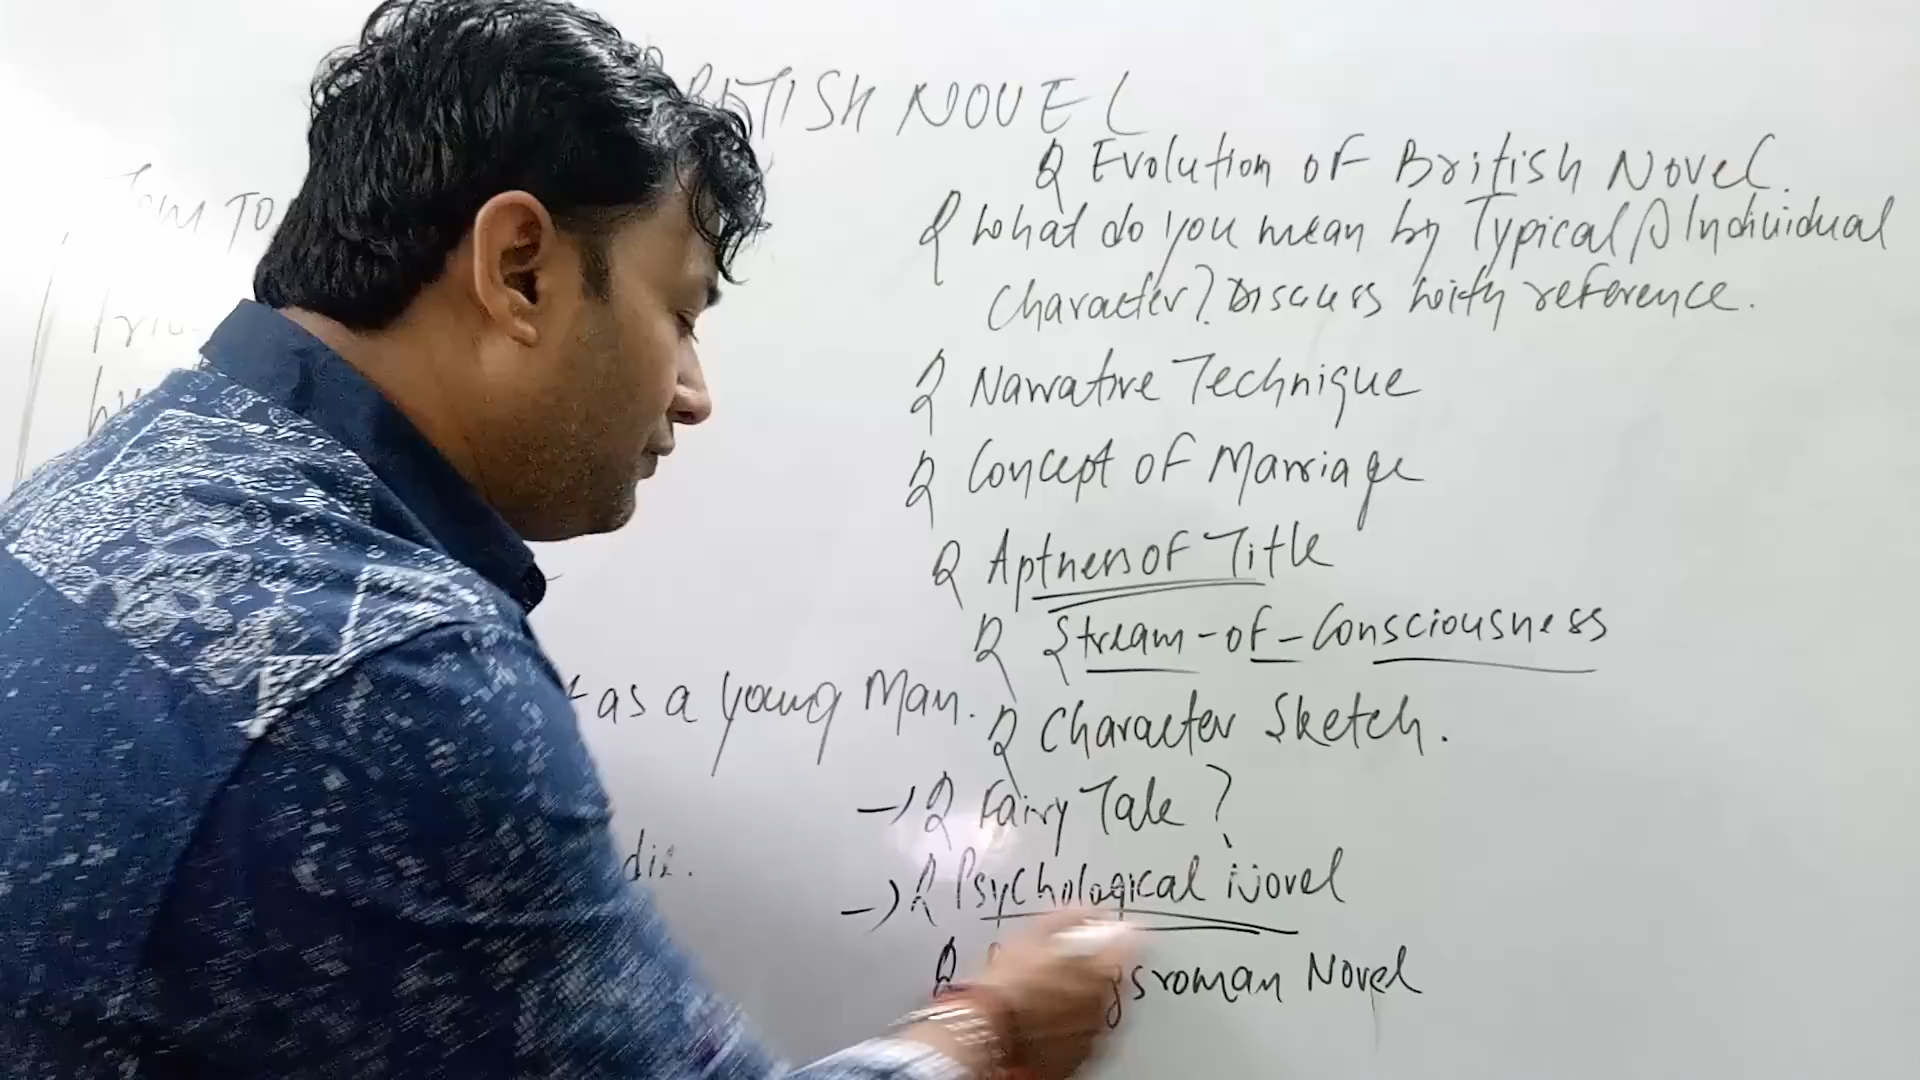 BRITISH NOVEL
Q Evolution of British Novel.
Q What do you mean by Typical & Individual
Character? Discuss with reference.
Q Narrative Technique
Q Concept of Marriage
Q Aptness of Title
Q Stream-of-Consciousness
as a young Man.
Q Character Sketch.
→ Q Fairy Tale?
→ Q Psychological Novel
Q gsroman Novel